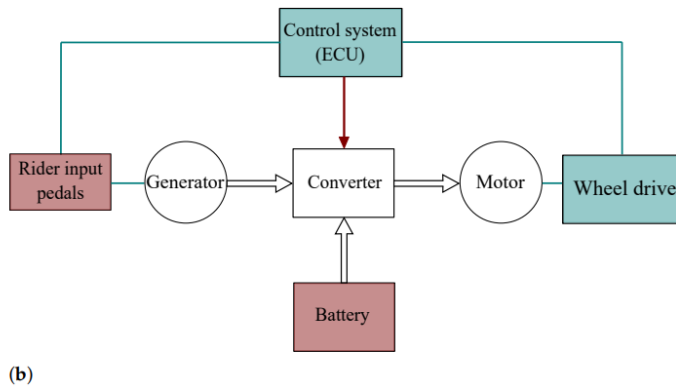 Control system
(ECU)
Rider input
pedals
Generator
Converter
Motor
Wheel drive
Battery
(b)